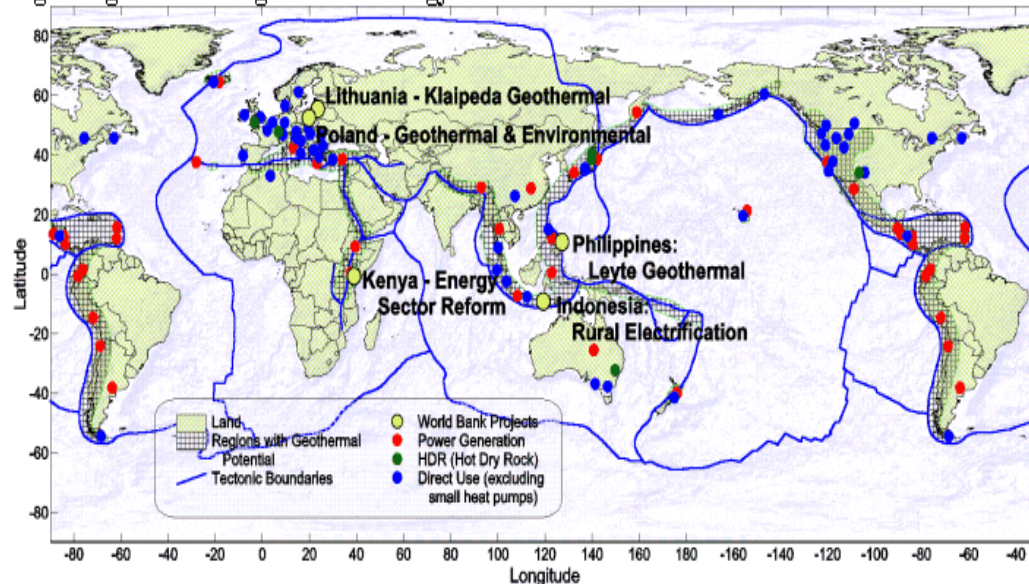 80
60
40
20
0
-20
-40
-60
-80
Latitude
Lithuania - Klaipeda Geothermal
Poland - Geothermal & Environmental
Philippines:
Leyte Geothermal
Kenya - Energy
Sector Reform
Indonesia:
Rural Electrification
Land
Regions with Geothermal
Potential
Tectonic Boundaries
World Bank Projects
Power Generation
HDR (Hot Dry Rock)
Direct Use (excluding
small heat pumps)
-80 -60 -40 -20 0 20 40 60 80 100 120 140 160 180 -160 -140 -120 -100 -80 -60 -40
Longitude